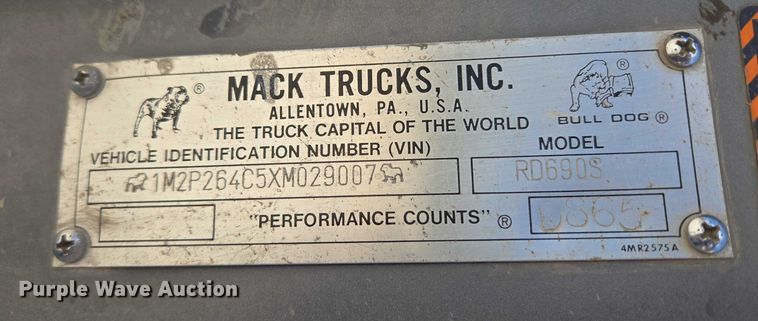 MACK TRUCKS, INC.
ALLENTOWN, PA., U.S.A.
THE TRUCK CAPITAL OF THE WORLD
BULL DOG ®
VEHICLE IDENTIFICATION NUMBER (VIN)
MODEL
1M2P264C5XM029007
RD690S
"PERFORMANCE COUNTS" ®
U865
4MR2575A
Purple Wave Auction